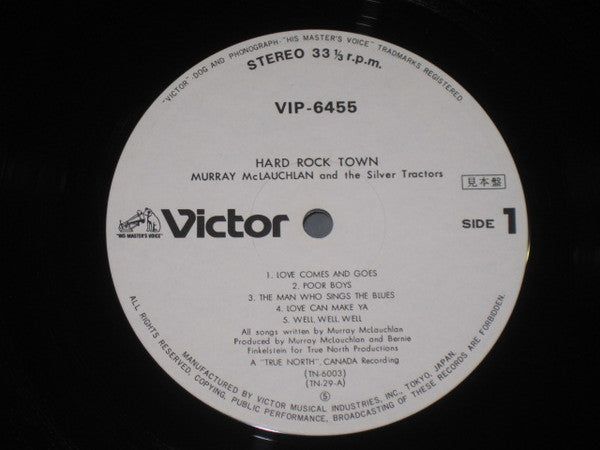 "VICTOR"-DOG AND PHONOGRAPH-"HIS MASTER'S VOICE" TRADMARKS REGISTERED
STEREO 33 ⅓ r.p.m.
VIP-6455
HARD ROCK TOWN
MURRAY McLAUCHLAN and the Silver Tractors
見本盤
"HIS MASTER'S VOICE"
Victor
SIDE 1
1. LOVE COMES AND GOES
2. POOR BOYS
3. THE MAN WHO SINGS THE BLUES
4. LOVE CAN MAKE YA
5. WELL, WELL, WELL
All songs written by Murray McLauchlan
Produced by Murray McLauchlan and Bernie
Finkelstein for True North Productions
A "TRUE NORTH", CANADA Recording
(TN-6003)
(TN-29-A)
Ⓢ
MANUFACTURED BY VICTOR MUSICAL INDUSTRIES, INC., TOKYO, JAPAN.
ALL RIGHTS RESERVED, COPYING, PUBLIC PERFORMANCE, BROADCASTING OF THESE RECORDS ARE FORBIDDEN.